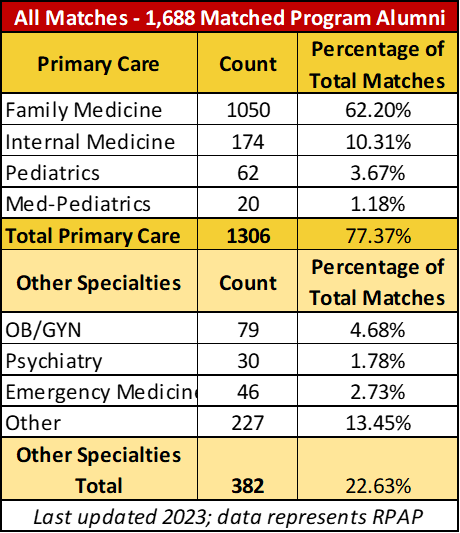 All Matches - 1,688 Matched Program Alumni
Primary Care Count Percentage of
Total Matches
Family Medicine 1050 62.20%
Internal Medicine 174 10.31%
Pediatrics 62 3.67%
Med-Pediatrics 20 1.18%
Total Primary Care 1306 77.37%
Other Specialties Count Percentage of
Total Matches
OB/GYN 79 4.68%
Psychiatry 30 1.78%
Emergency Medicine 46 2.73%
Other 227 13.45%
Other Specialties
Total 382 22.63%
Last updated 2023; data represents RPAP